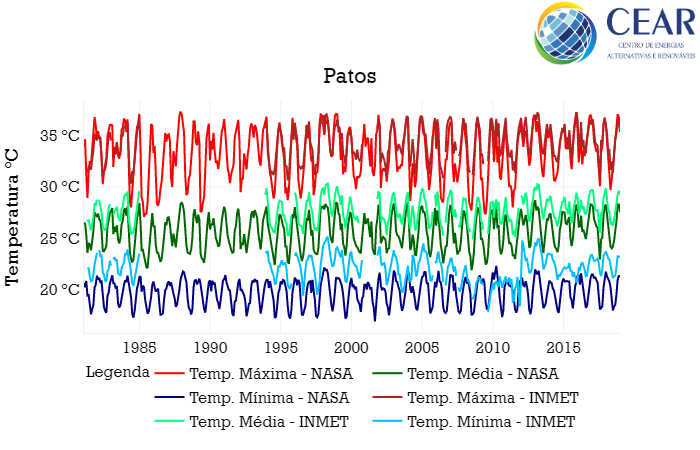 CEAR
CENTRO DE ENERGIAS
ALTERNATIVAS E RENOVÁVEIS
Patos
Temperatura °C
35 °C
30 °C
25 °C
20 °C
1985 1990 1995 2000 2005 2010 2015
Legenda Temp. Máxima - NASA Temp. Média - NASA
Temp. Mínima - NASA Temp. Máxima - INMET
Temp. Média - INMET Temp. Mínima - INMET